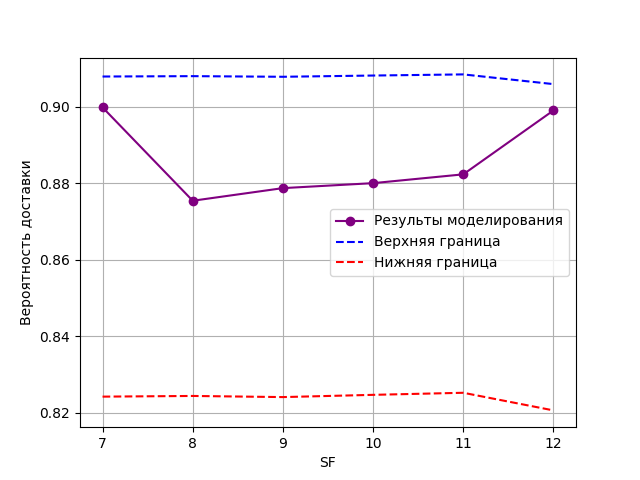 0.90
0.88
0.86
0.84
0.82
Вероятность доставки
Результы моделирования
Верхняя граница
Нижняя граница
7 8 9 10 11 12
SF